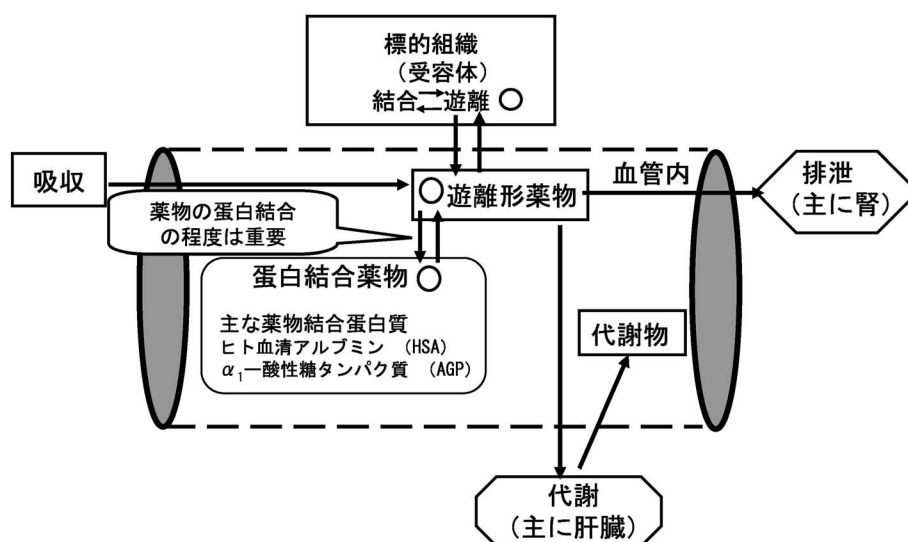 標的組織
(受容体)
結合⇄遊離
吸収
遊離形薬物
血管内
排泄
(主に腎)
薬物の蛋白結合
の程度は重要
蛋白結合薬物
主な薬物結合蛋白質
ヒト血清アルブミン (HSA)
α₁—酸性糖タンパク質 (AGP)
代謝物
代謝
(主に肝臓)